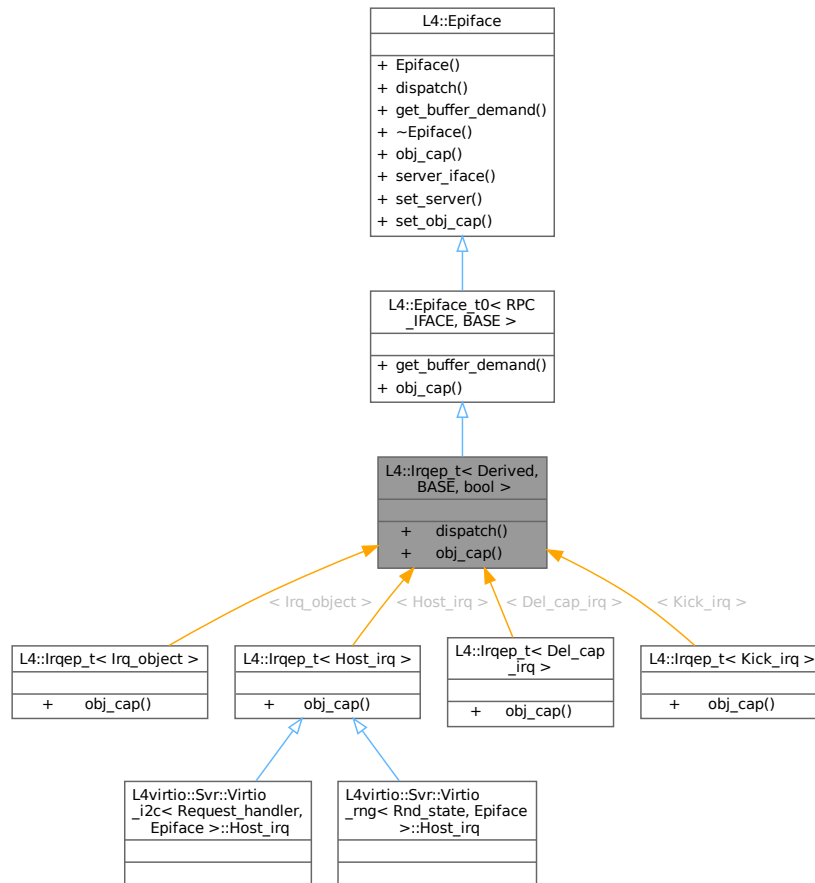 L4::Epiface
+ Epiface()
+ dispatch()
+ get_buffer_demand()
+ ~Epiface()
+ obj_cap()
+ server_iface()
+ set_server()
+ set_obj_cap()
L4::Epiface_t0< RPC
_IFACE, BASE >
+ get_buffer_demand()
+ obj_cap()
L4::Irqep_t< Derived,
BASE, bool >
+ dispatch()
+ obj_cap()
< Irq_object >
< Host_irq >
< Del_cap_irq >
< Kick_irq >
L4::Irqep_t< Irq_object >
+ obj_cap()
L4::Irqep_t< Host_irq >
+ obj_cap()
L4::Irqep_t< Del_cap
_irq >
+ obj_cap()
L4::Irqep_t< Kick_irq >
+ obj_cap()
L4virtio::Svr::Virtio
_i2c< Request_handler,
Epiface >::Host_irq
L4virtio::Svr::Virtio
_rng< Rnd_state, Epiface
>::Host_irq